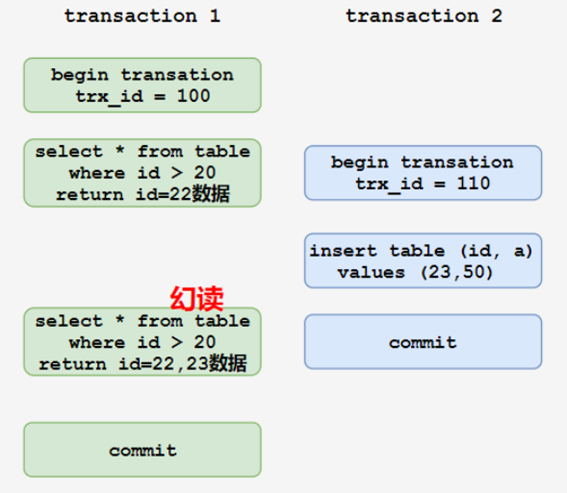 transaction 1
transaction 2
begin transation
trx_id = 100
select * from table
where id > 20
return id=22数据
begin transation
trx_id = 110
insert table (id, a)
values (23,50)
幻读
select * from table
where id > 20
return id=22,23数据
commit
commit